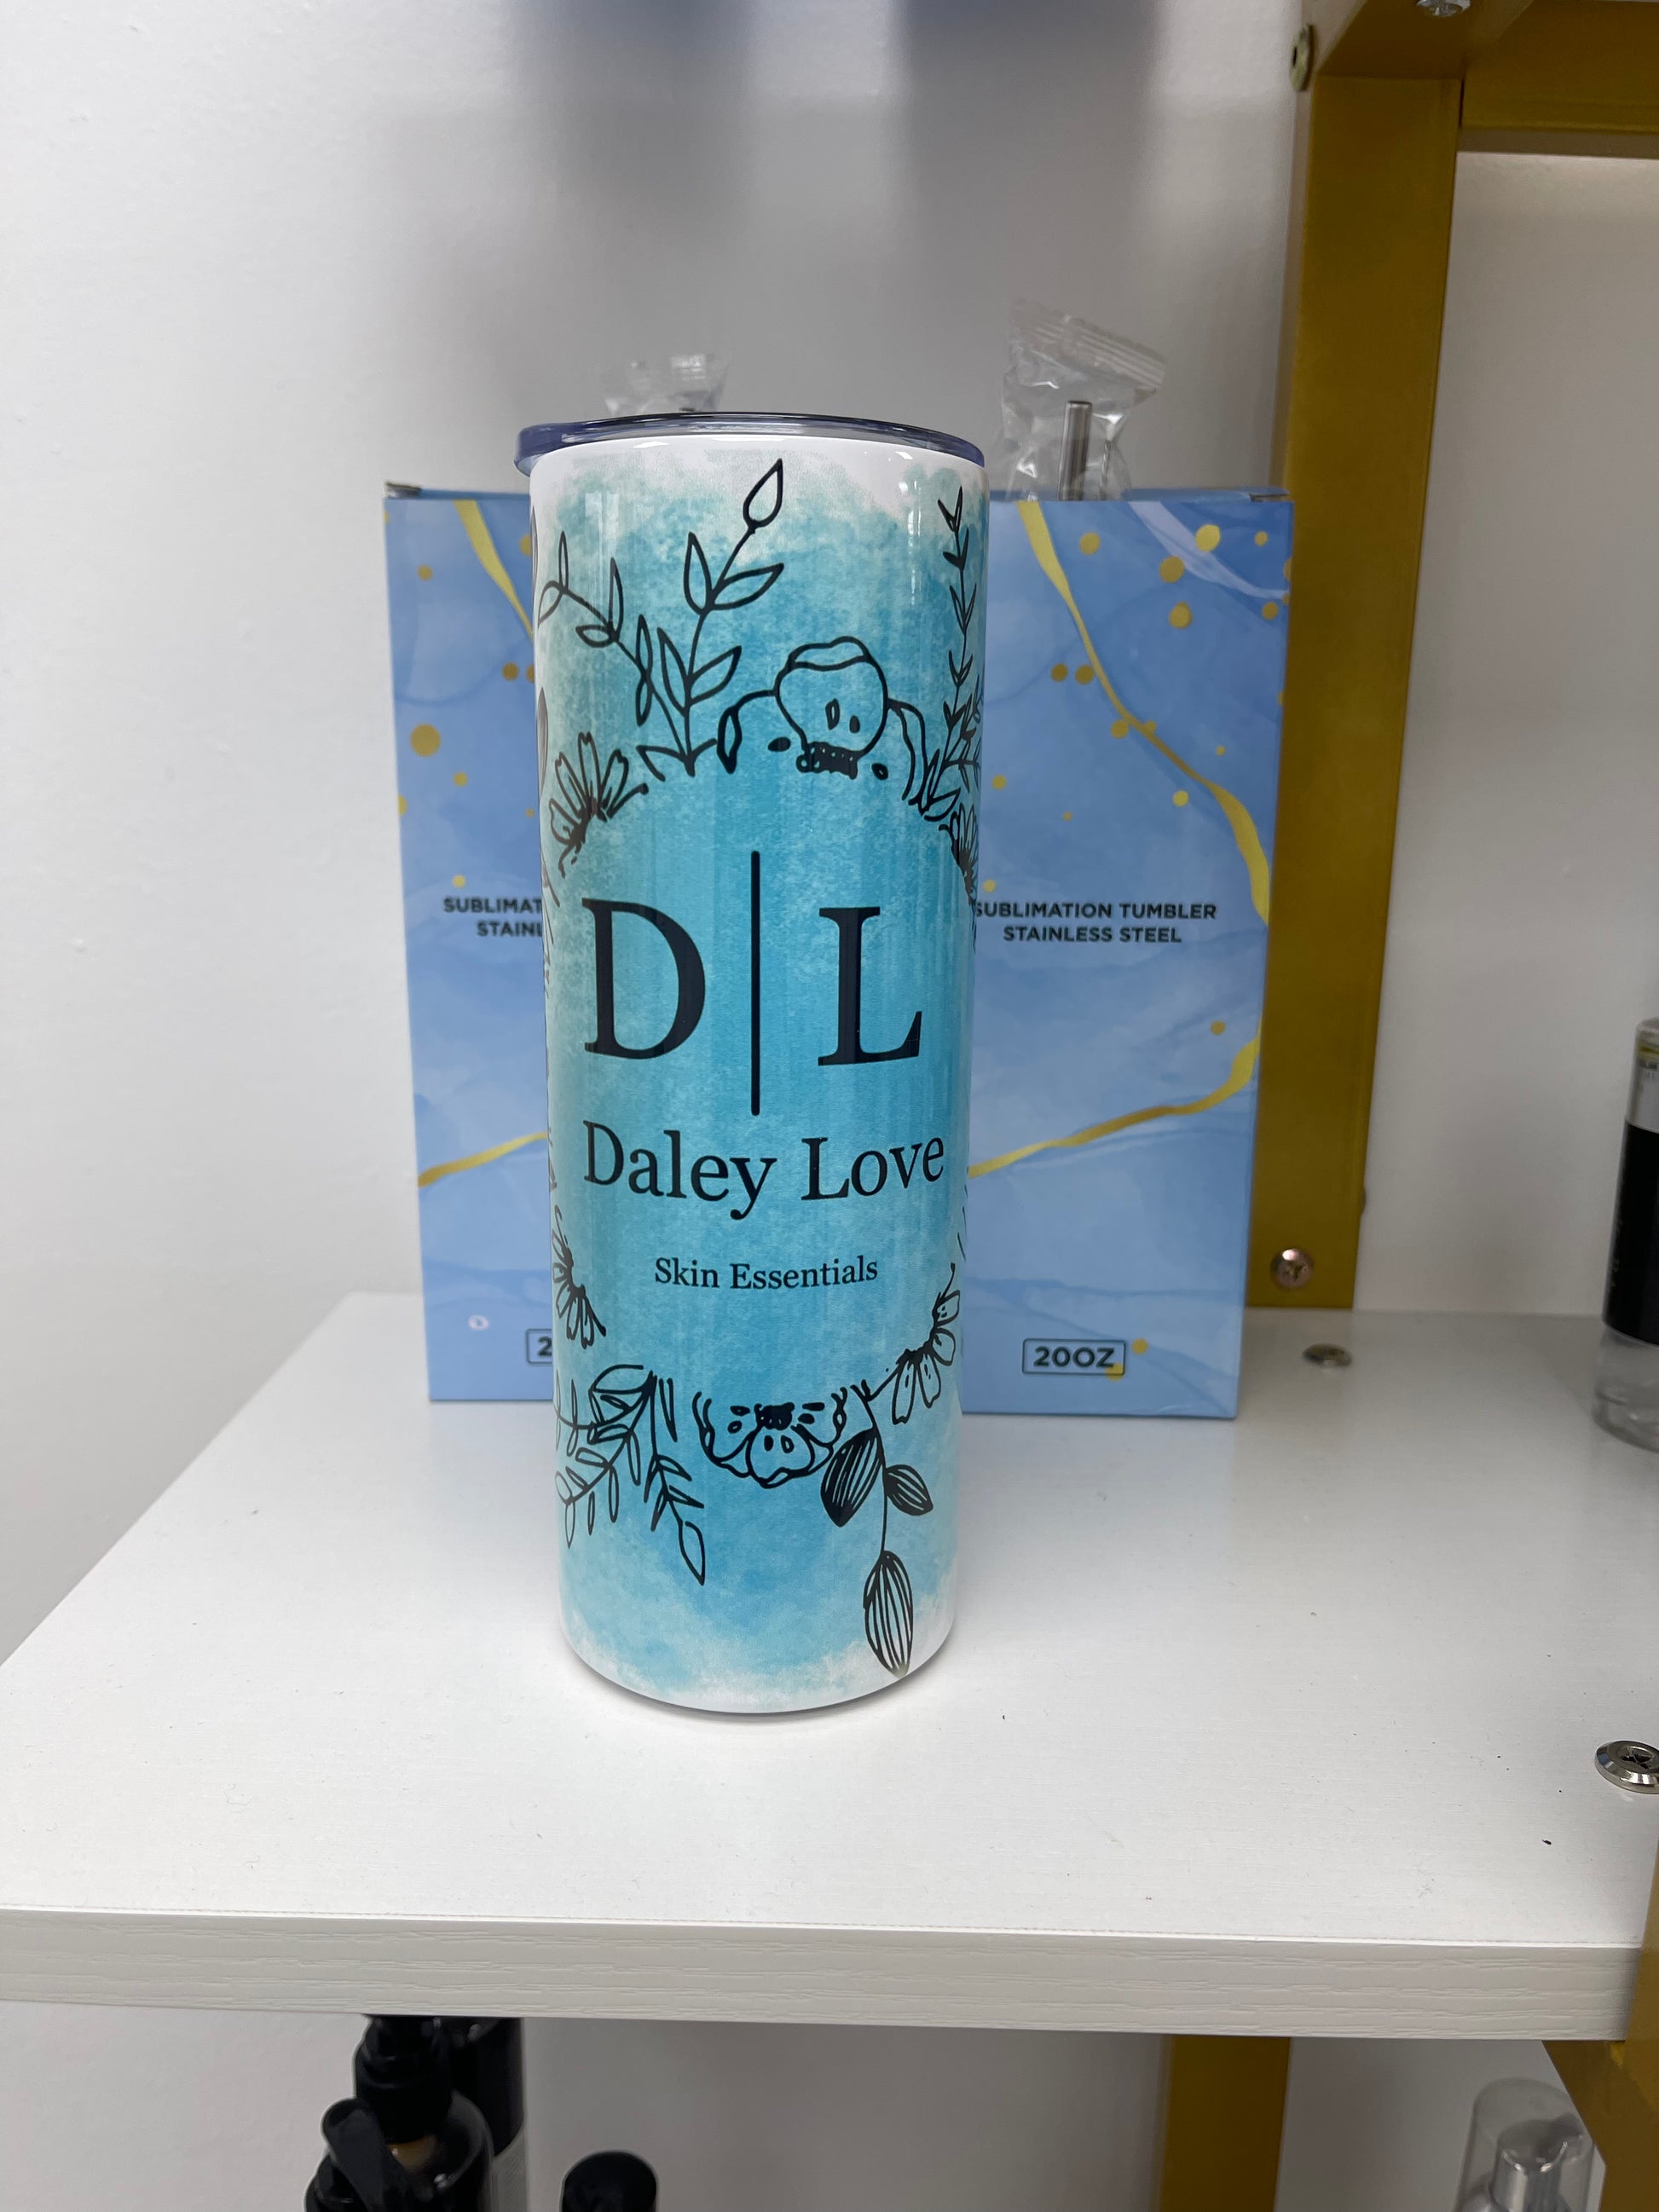 D | L
Daley Love
Skin Essentials
SUBLIMATION TUMBLER
STAINLESS STEEL
20OZ